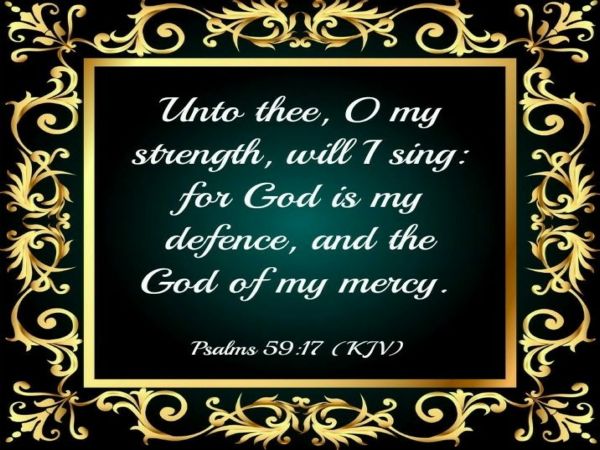 Unto thee, O my
strength, will I sing:
for God is my
defence, and the
God of my mercy.
Psalms 59:17 (KJV)